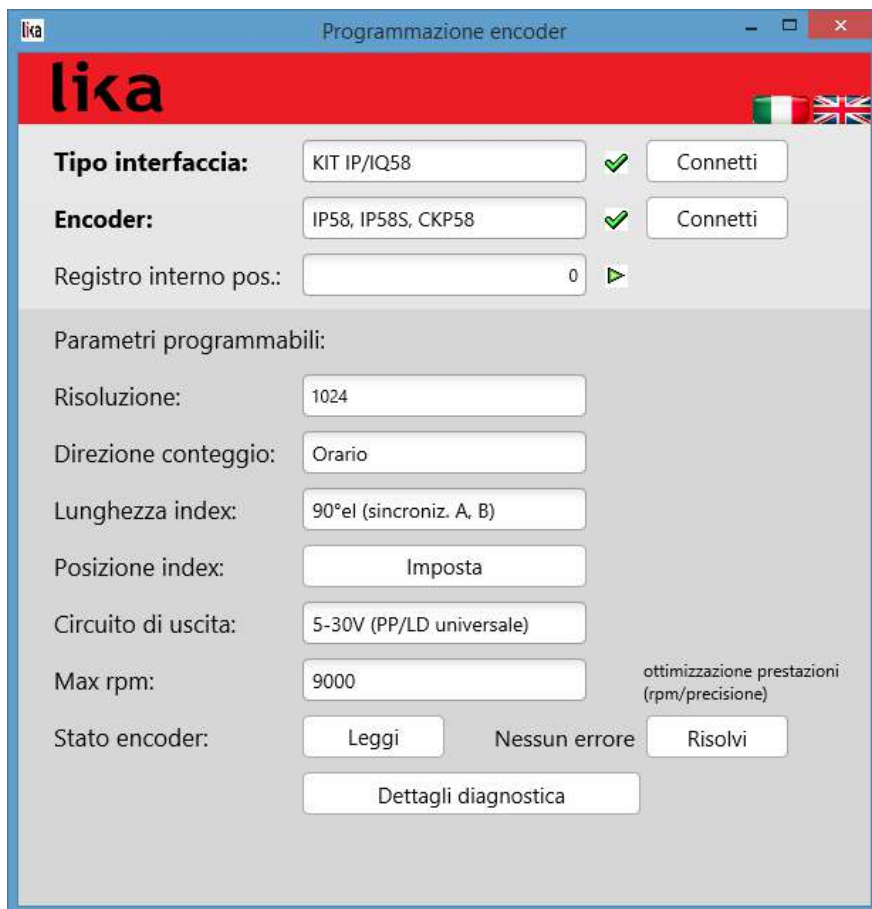 lika
Programmazione encoder
lika
Tipo interfaccia: KIT IP/IQ58 Connetti
Encoder: IP58, IP58S, CKP58 Connetti
Registro interno pos.: 0
Parametri programmabili:
Risoluzione: 1024
Direzione conteggio: Orario
Lunghezza index: 90°el (sincroniz. A, B)
Posizione index: Imposta
Circuito di uscita: 5-30V (PP/LD universale)
Max rpm: 9000 ottimizzazione prestazioni
(rpm/precisione)
Stato encoder: Leggi Nessun errore Risolvi
Dettagli diagnostica